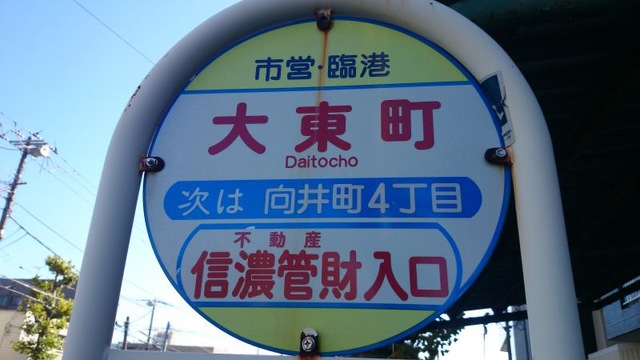 市営・臨港
大東町
Daitocho
次は 向井町4丁目
不動産
信濃管財入口